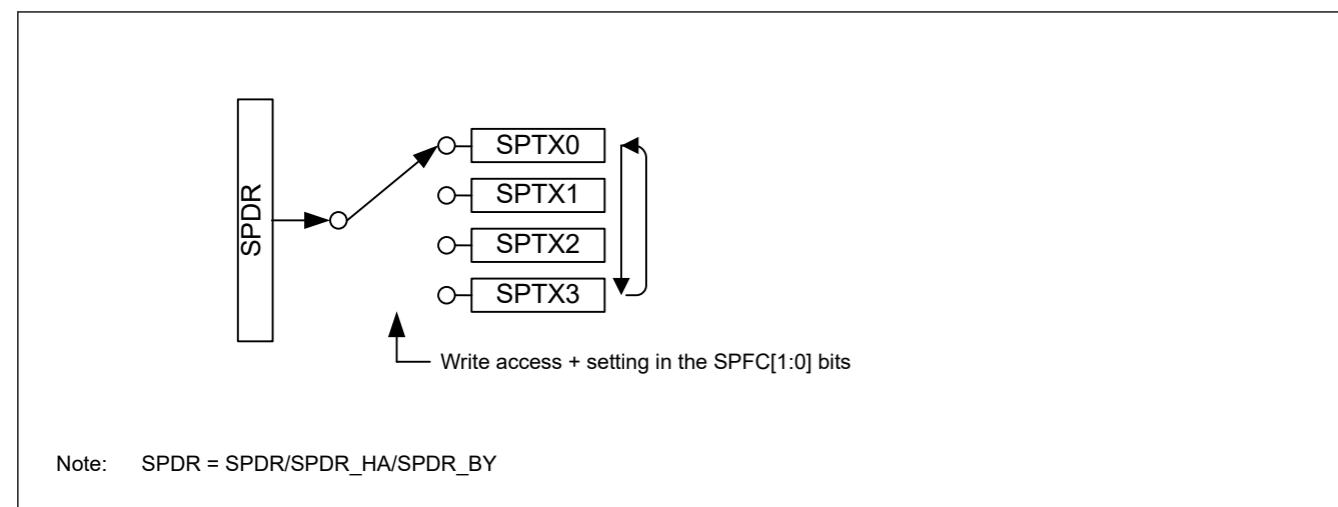 SPDR
SPTX0
SPTX1
SPTX2
SPTX3
Write access + setting in the SPFC[1:0] bits
Note: SPDR = SPDR/SPDR_HA/SPDR_BY